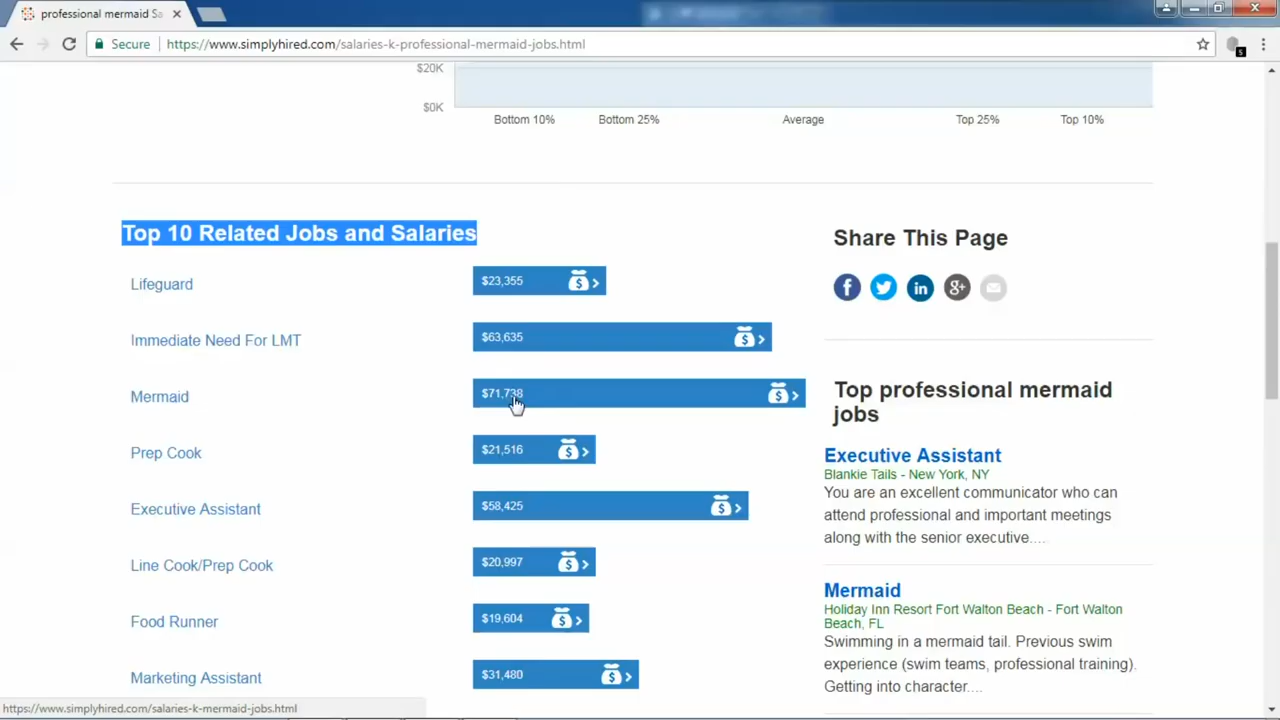 professional mermaid Sa
Secure
https://www.simplyhired.com/salaries-k-professional-mermaid-jobs.html
$20K
$0K
Bottom 10%
Bottom 25%
Average
Top 25%
Top 10%
Top 10 Related Jobs and Salaries
Lifeguard
$23,355
Immediate Need For LMT
$63,635
Mermaid
$71,738
Prep Cook
$21,516
Executive Assistant
$58,425
Line Cook/Prep Cook
$20,997
Food Runner
$19,604
Marketing Assistant
$31,480
Share This Page
Top professional mermaid
jobs
Executive Assistant
Blankie Tails - New York, NY
You are an excellent communicator who can
attend professional and important meetings
along with the senior executive....
Mermaid
Holiday Inn Resort Fort Walton Beach - Fort Walton
Beach, FL
Swimming in a mermaid tail. Previous swim
experience (swim teams, professional training).
Getting into character....
https://www.simplyhired.com/salaries-k-mermaid-jobs.html